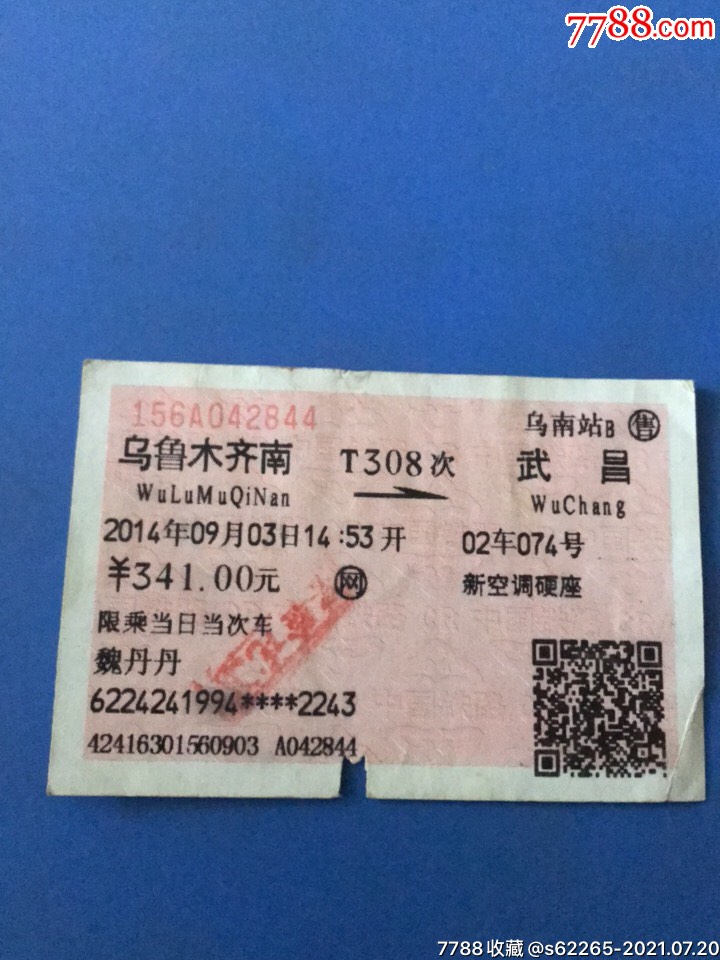 7788.com
156A042844
乌南站B 售
乌鲁木齐南 T308次 武昌
WuLuMuQiNan WuChang
2014年09月03日14:53开 02车074号
¥341.00元 网 新空调硬座
限乘当日当次车
魏丹丹
6224241994****2243
42416301560903 A042844
7788收藏@s62265-2021.07.20